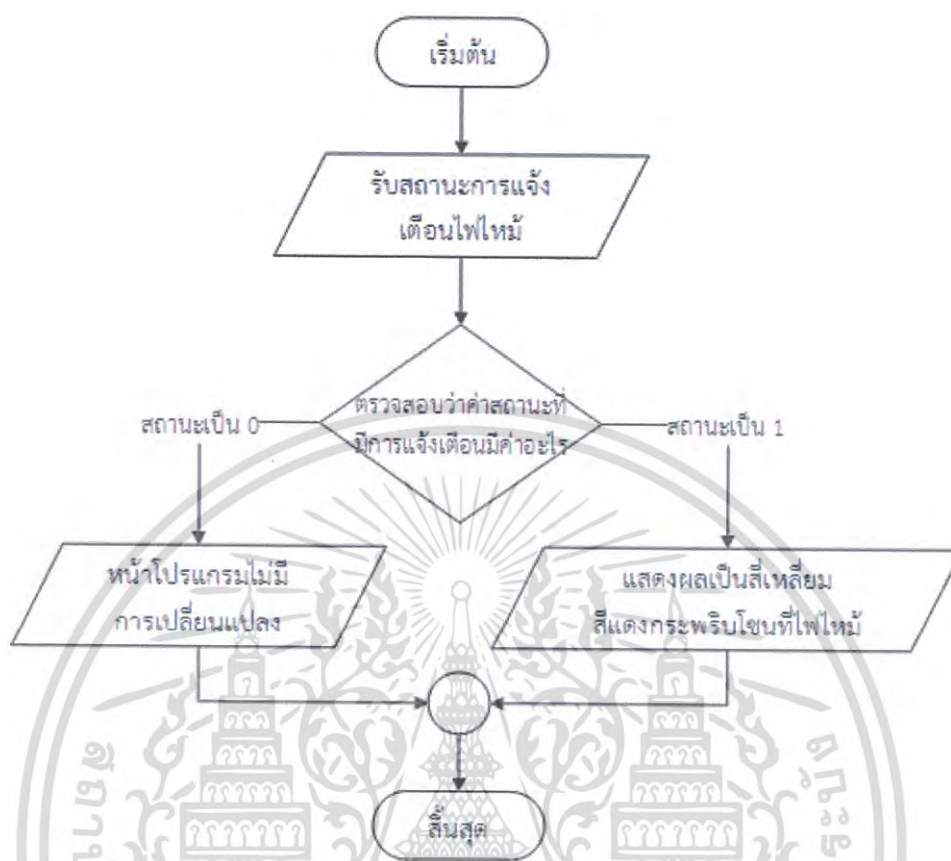 เริ่มต้น
รับสถานะการแจ้ง
เตือนไฟไหม้
ตรวจสอบว่าค่าสถานะที่
มีการแจ้งเตือนมีค่าอะไร
สถานะเป็น 0
สถานะเป็น 1
หน้าโปรแกรมไม่มี
การเปลี่ยนแปลง
แสดงผลเป็นสี่เหลี่ยม
สีแดงกระพริบโซนที่ไฟไหม้
สิ้นสุด